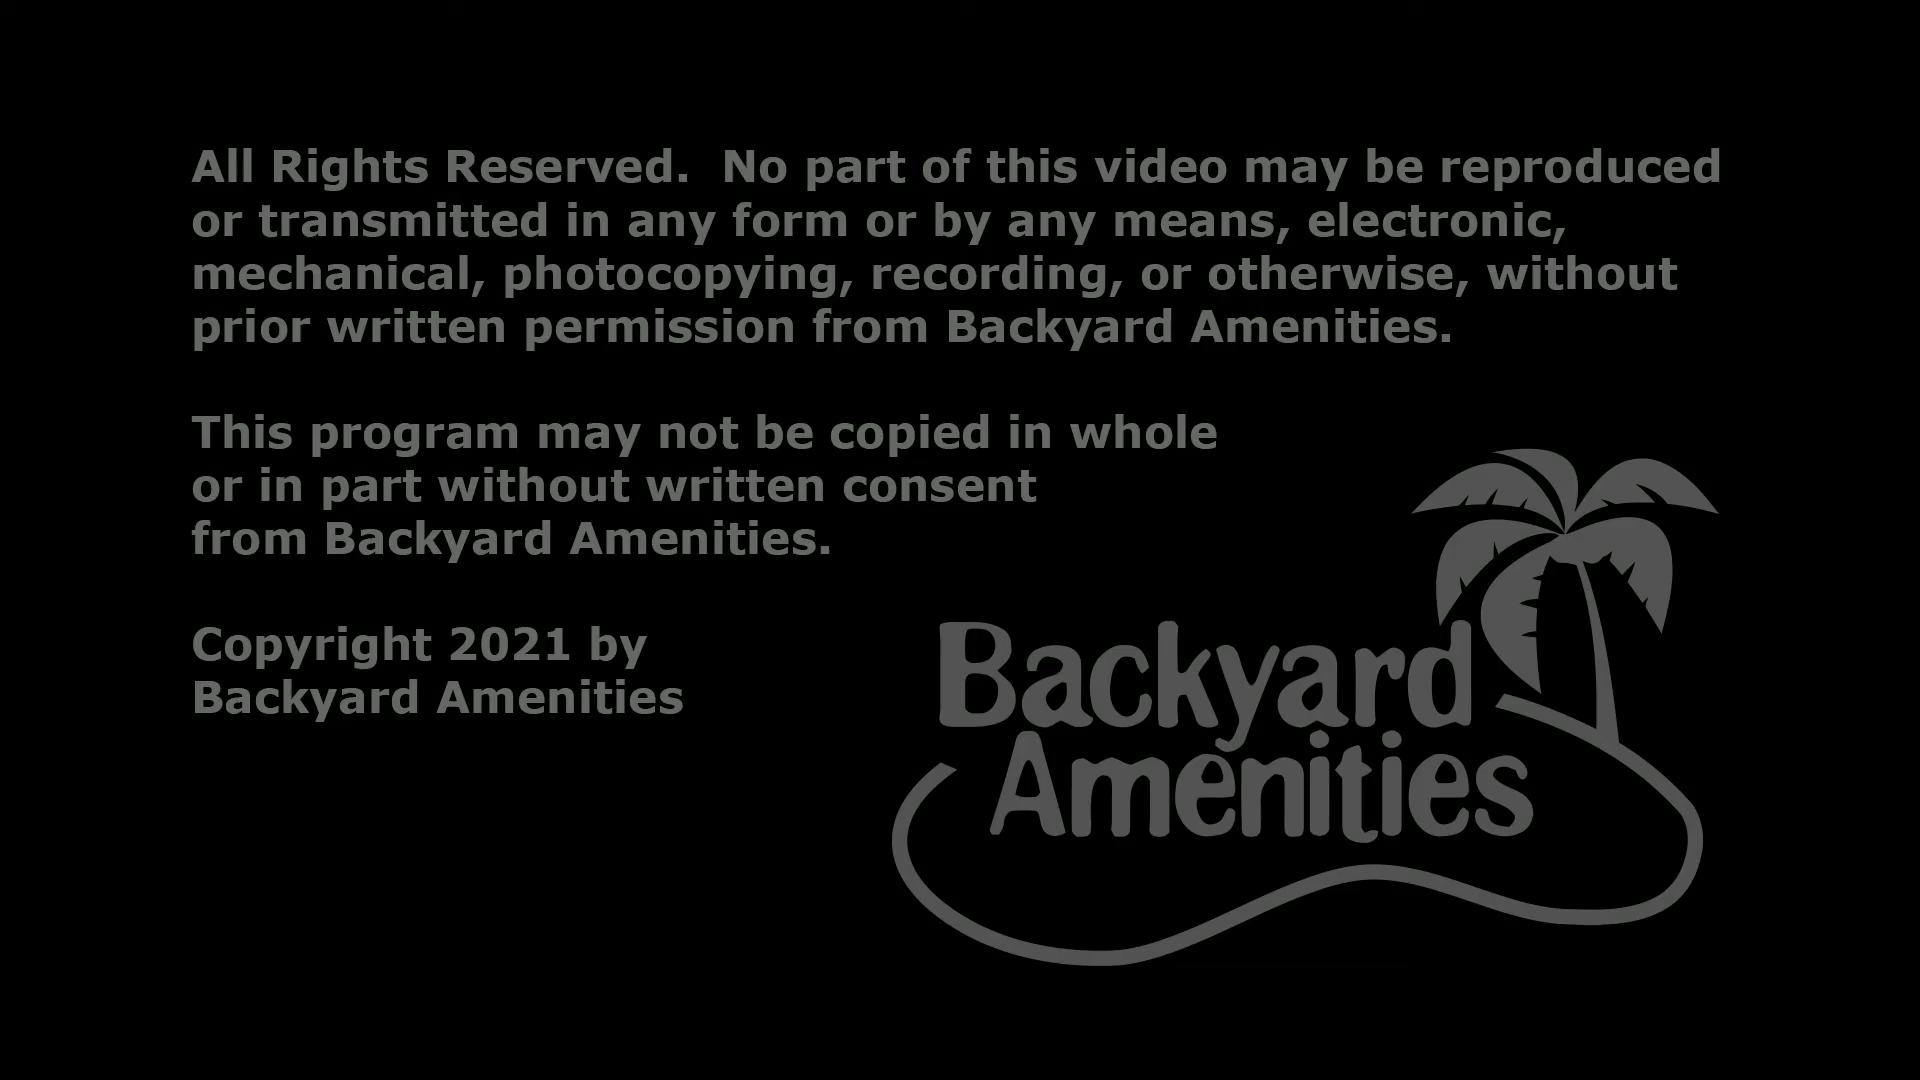 All Rights Reserved.  No part of this video may be reproduced
or transmitted in any form or by any means, electronic,
mechanical, photocopying, recording, or otherwise, without
prior written permission from Backyard Amenities.
This program may not be copied in whole
or in part without written consent
from Backyard Amenities.
Copyright 2021 by
Backyard Amenities
Backyard
Amenities